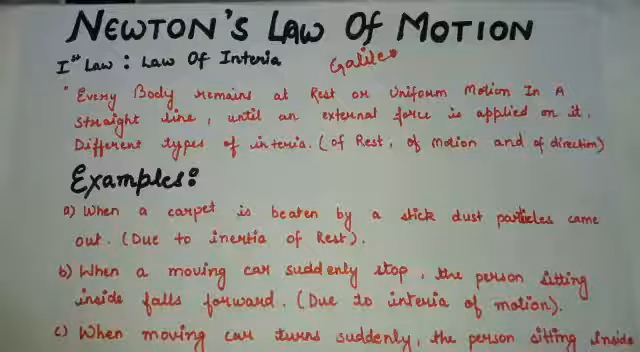 NEWTON'S LAW OF MOTION
Ist LAW : LAW OF Interia Galileo
" Every Body remains at Rest or Uniform Motion In A
straight line, until an external force is applied on it.
Different types of interia. (of Rest, of motion and of direction)
Examples:
a) When a carpet is beaten by a stick dust particles came
out. (Due to inertia of Rest).
b) When a moving car suddenly stop, the person sitting
inside falls forward. (Due to interia of motion).
c) When moving car turns suddenly, the person sitting inside